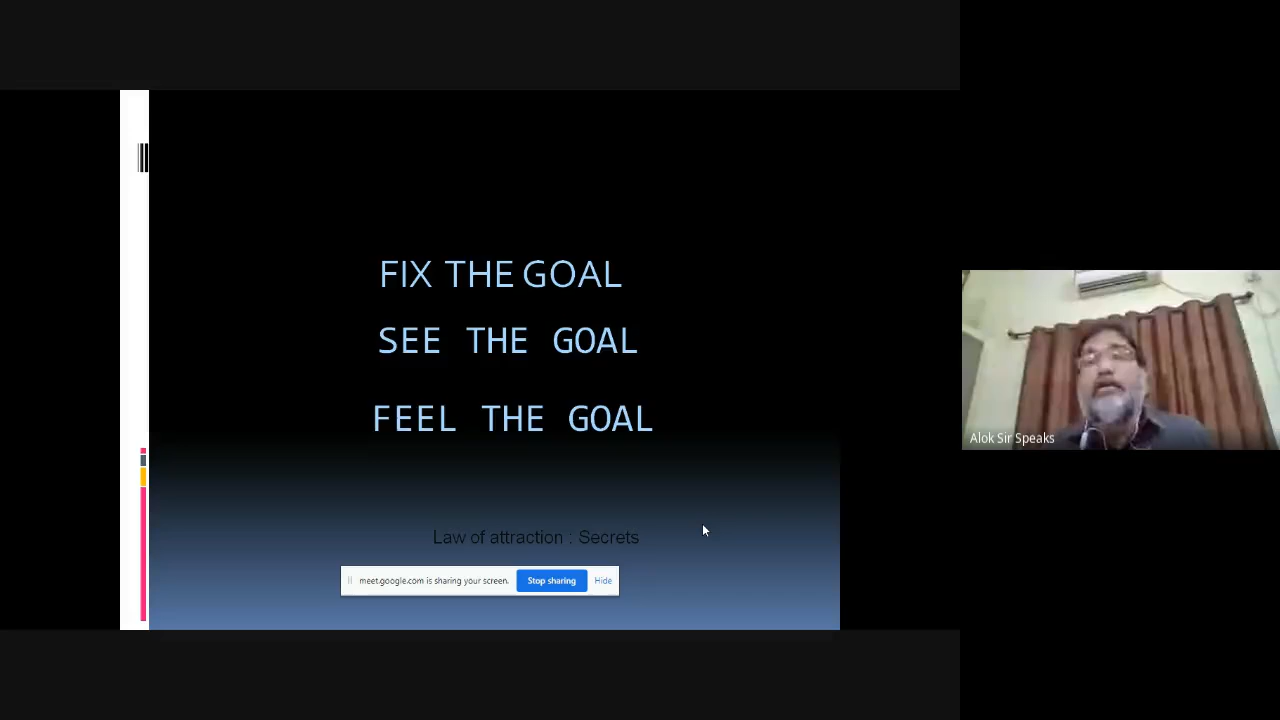 FIX THE GOAL
SEE THE GOAL
FEEL THE GOAL
Law of attraction : Secrets
meet.google.com is sharing your screen.
Stop sharing
Hide
Alok Sir Speaks